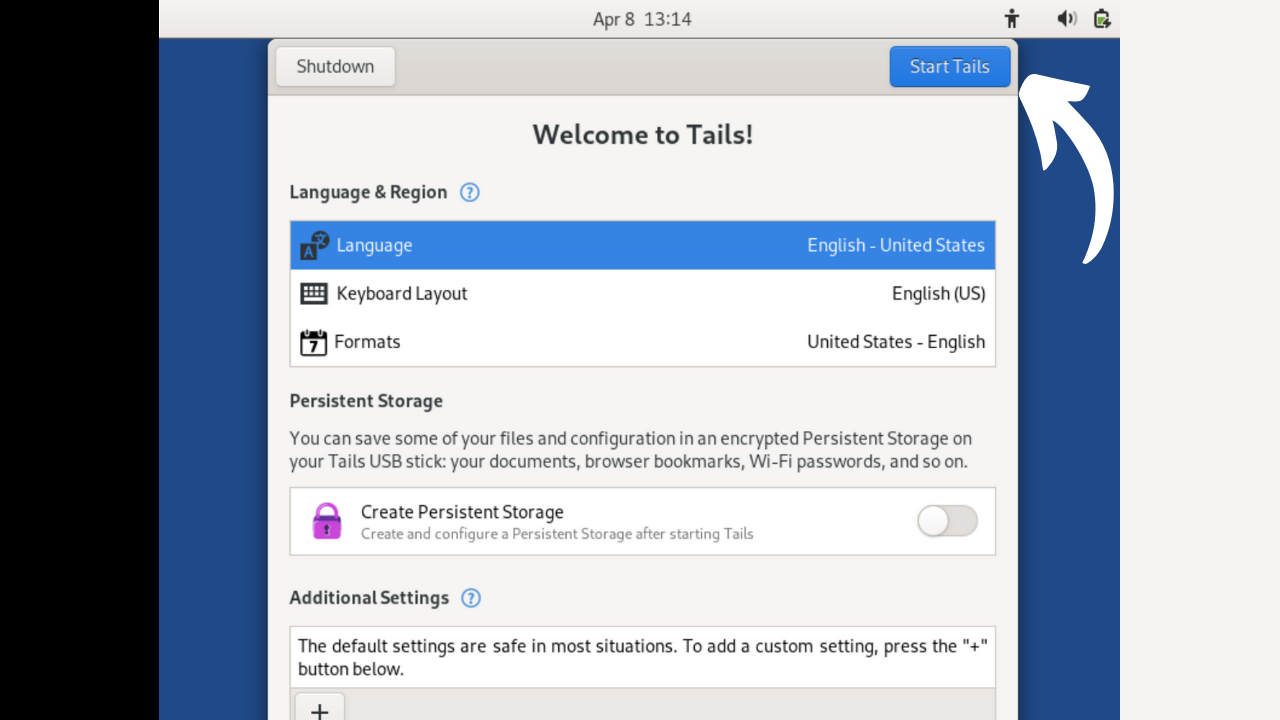 Apr 8 13:14
Shutdown
Start Tails
Welcome to Tails!
Language & Region ?
Language English - United States
Keyboard Layout English (US)
7 Formats United States - English
Persistent Storage
You can save some of your files and configuration in an encrypted Persistent Storage on
your Tails USB stick: your documents, browser bookmarks, Wi-Fi passwords, and so on.
Create Persistent Storage
Create and configure a Persistent Storage after starting Tails
Additional Settings ?
The default settings are safe in most situations. To add a custom setting, press the "+"
button below.
+